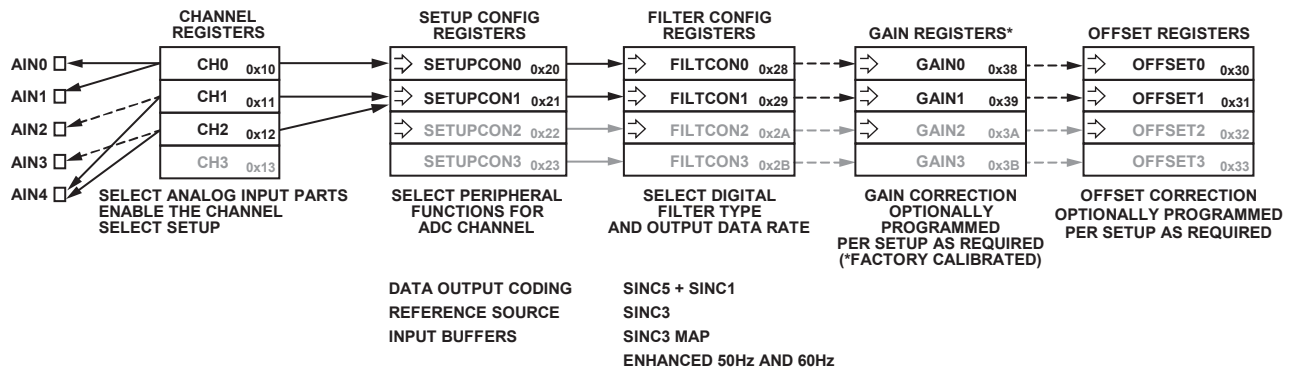 CHANNEL
REGISTERS
SETUP CONFIG
REGISTERS
FILTER CONFIG
REGISTERS
GAIN REGISTERS*
OFFSET REGISTERS
AIN0
AIN1
AIN2
AIN3
AIN4
CH0 0x10
CH1 0x11
CH2 0x12
CH3 0x13
SETUPCON0 0x20
SETUPCON1 0x21
SETUPCON2 0x22
SETUPCON3 0x23
FILTCON0 0x28
FILTCON1 0x29
FILTCON2 0x2A
FILTCON3 0x2B
GAIN0 0x38
GAIN1 0x39
GAIN2 0x3A
GAIN3 0x3B
OFFSET0 0x30
OFFSET1 0x31
OFFSET2 0x32
OFFSET3 0x33
SELECT ANALOG INPUT PARTS
ENABLE THE CHANNEL
SELECT SETUP
SELECT PERIPHERAL
FUNCTIONS FOR
ADC CHANNEL
SELECT DIGITAL
FILTER TYPE
AND OUTPUT DATA RATE
GAIN CORRECTION
OPTIONALLY
PROGRAMMED
PER SETUP AS REQUIRED
(*FACTORY CALIBRATED)
OFFSET CORRECTION
OPTIONALLY PROGRAMMED
PER SETUP AS REQUIRED
DATA OUTPUT CODING
REFERENCE SOURCE
INPUT BUFFERS
SINC5 + SINC1
SINC3
SINC3 MAP
ENHANCED 50Hz AND 60Hz